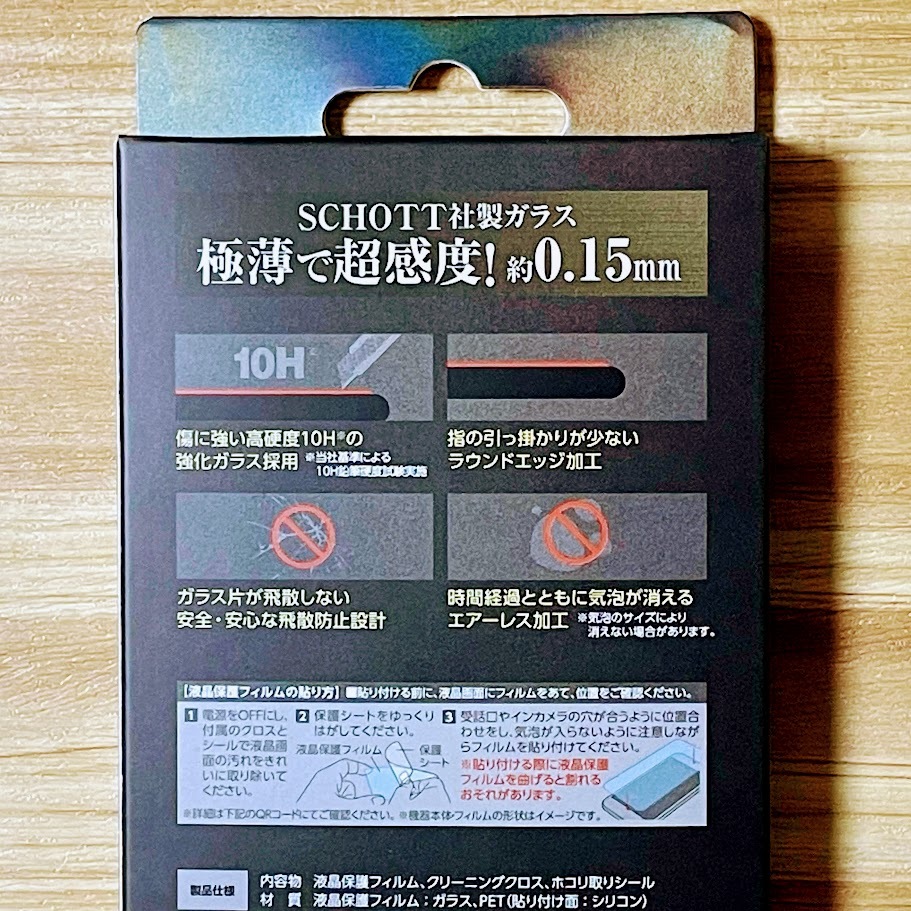 SCHOTT社製ガラス
極薄で超感度!約0.15mm
10H
傷に強い高硬度10H※の
強化ガラス採用 ※当社基準による
10H鉛筆硬度試験実施
指の引っ掛かりが少ない
ラウンドエッジ加工
ガラス片が飛散しない
安全・安心な飛散防止設計
時間経過とともに気泡が消える
エアーレス加工 ※気泡のサイズにより
消えない場合があります。
【液晶保護フィルムの貼り方】■貼り付ける前に、液晶画面にフィルムをあて、位置をご確認ください。
1 電源をOFFにし、
付属のクロスと
シールで液晶画
面の汚れをきれ
いに取り除いて
ください。
2 保護シートをゆっくり
はがしてください。
液晶保護フィルム
保護
シート
3 受話口やインカメラの穴が合うように位置合
わせをし、気泡が入らないように注意しなが
らフィルムを貼り付けてください。
※貼り付ける際に液晶保護
フィルムを曲げると割れる
おそれがあります。
※詳細は下記のQRコードにてご確認ください。※機器本体・フィルムの形状はイメージです。
製品仕様
内容物 液晶保護フィルム、クリーニングクロス、ホコリ取りシール
材 質 液晶保護フィルム：ガラス、PET(貼り付け面：シリコン)